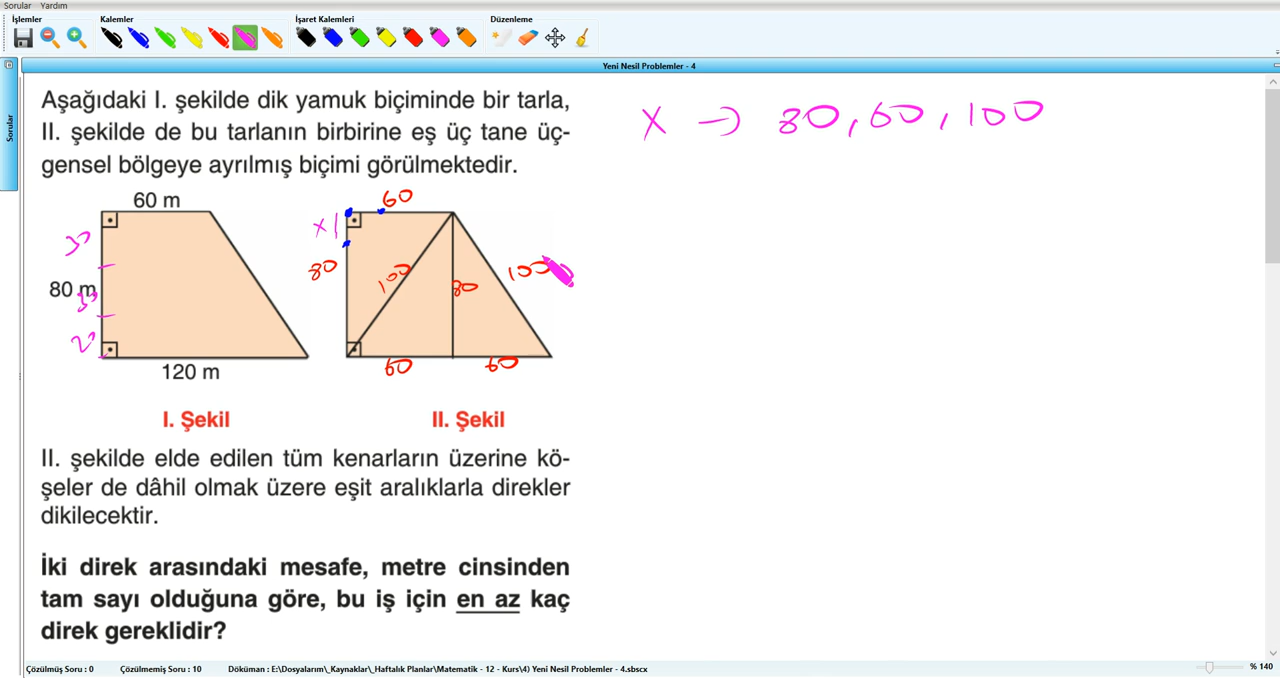 Sorular Yardım
İşlemler Kalemler İşaret Kalemleri Düzenleme
Yeni Nesil Problemler - 4
Sorular
Aşağıdaki I. şekilde dik yamuk biçiminde bir tarla,
II. şekilde de bu tarlanın birbirine eş üç tane üç-
gensel bölgeye ayrılmış biçimi görülmektedir.
x → 80, 60, 100
60 m
80 m
120 m
I. Şekil
60
x
80
100
80
100
60
60
II. Şekil
II. şekilde elde edilen tüm kenarların üzerine kö-
şeler de dâhil olmak üzere eşit aralıklarla direkler
dikilecektir.
İki direk arasındaki mesafe, metre cinsinden
tam sayı olduğuna göre, bu iş için en az kaç
direk gereklidir?
Çözülmüş Soru : 0 Çözülmemiş Soru : 10 Döküman : E:\Dosyalarım\_Kaynaklar\_Haftalık Planlar\Matematik - 12 - Kurs\4) Yeni Nesil Problemler - 4.sbscx % 140